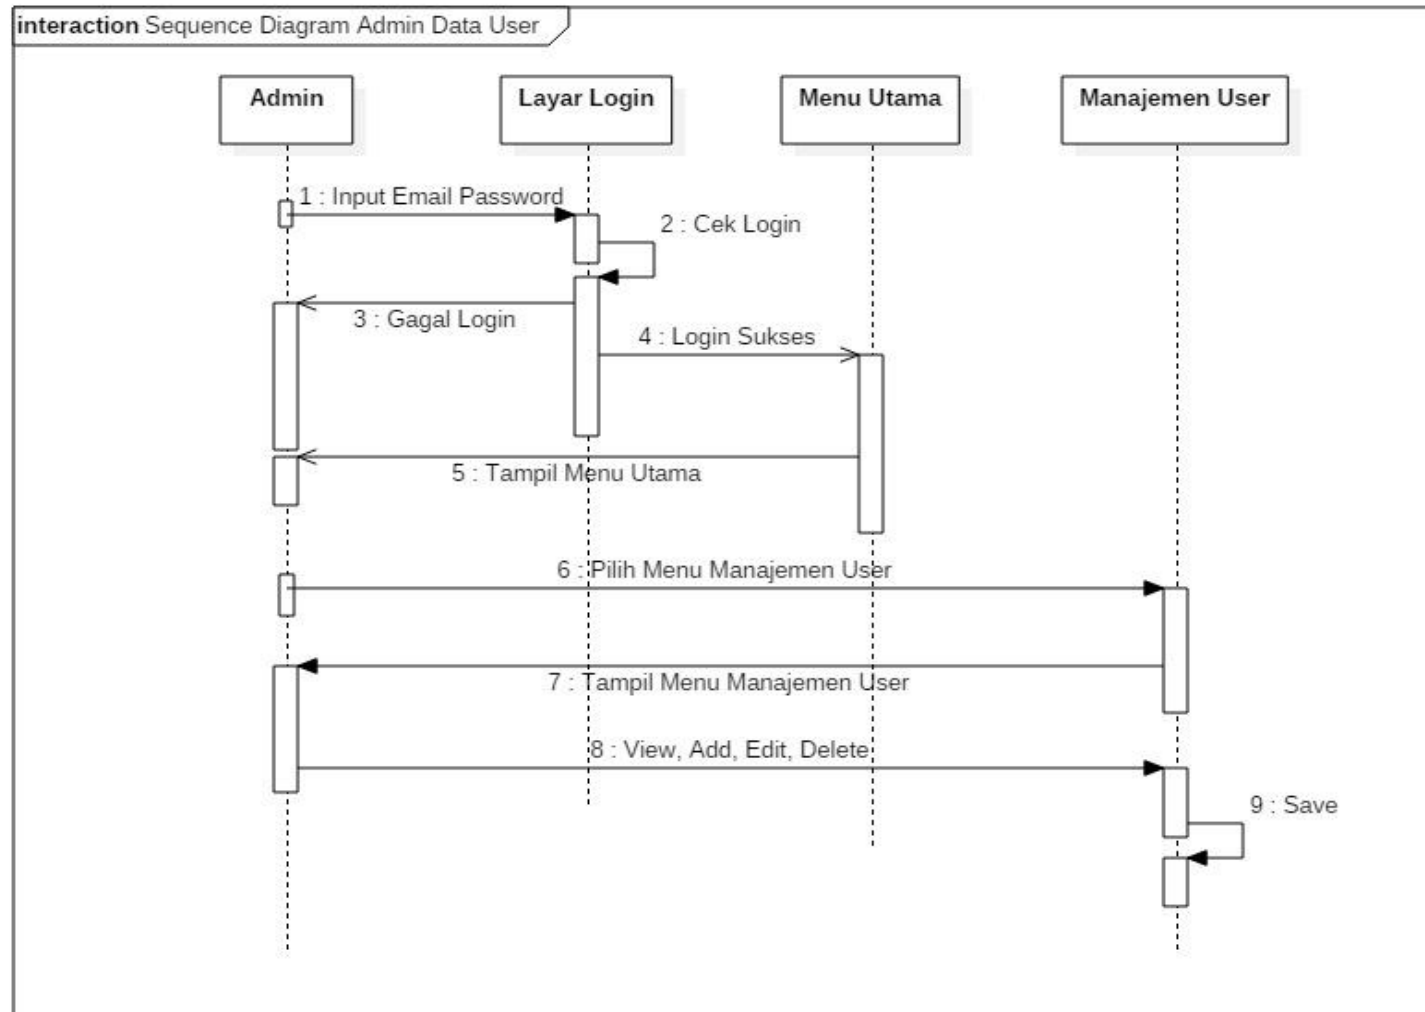 interaction Sequence Diagram Admin Data User
Admin
Layar Login
Menu Utama
Manajemen User
1 : Input Email Password
2 : Cek Login
3 : Gagal Login
4 : Login Sukses
5 : Tampil Menu Utama
6 : Pilih Menu Manajemen User
7 : Tampil Menu Manajemen User
8 : View, Add, Edit, Delete
9 : Save